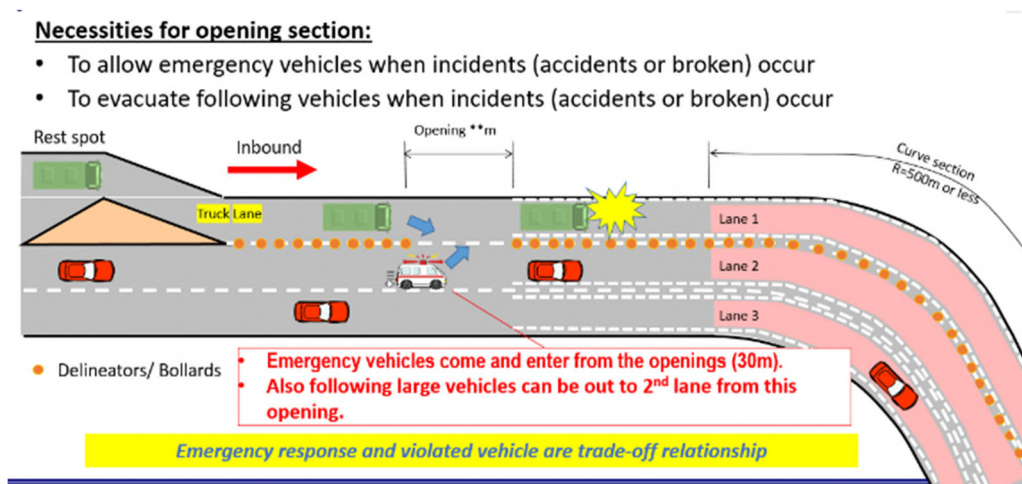 Necessities for opening section:
• To allow emergency vehicles when incidents (accidents or broken) occur
• To evacuate following vehicles when incidents (accidents or broken) occur
Rest spot
Inbound
Opening **m
Curve section
R=500m or less
Truck Lane
Lane 1
Lane 2
Lane 3
Delineators/ Bollards
• Emergency vehicles come and enter from the openings (30m).
• Also following large vehicles can be out to 2nd lane from this
opening.
Emergency response and violated vehicle are trade-off relationship